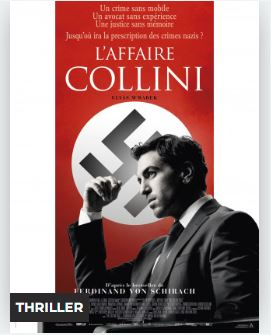 Un crime sans mobile
Un avocat sans expérience
Une justice sans mémoire
Jusqu'où ira la prescription des crimes nazis ?
L'AFFAIRE
COLLINI
ELYAS M'BAREK
D'après le bestseller de
FERDINAND VON SCHIRACH
THRILLER